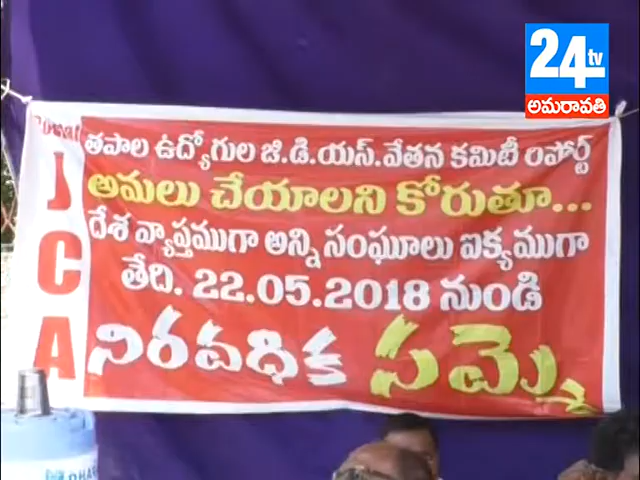 24tv
అమరావతి
Postal
JCA
తపాల ఉద్యోగుల జి.డి.యస్.వేతన కమిటీ రిపోర్ట్
అమలు చేయాలని కోరుతూ...
దేశ వ్యాప్తముగా అన్ని సంఘాలు ఐక్యముగా
తేది. 22.05.2018 నుండి
నిరవధిక సమ్మె